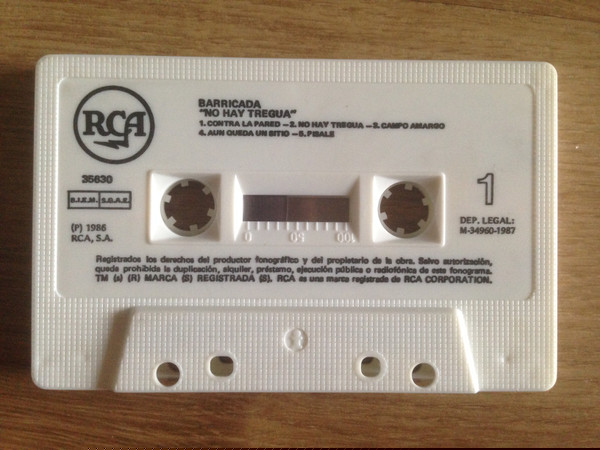 RCA
BARRICADA
"NO HAY TREGUA"
1. CONTRA LA PARED – 2. NO HAY TREGUA – 3. CAMPO AMARGO
4. AUN QUEDA UN SITIO – 5. PISALE
35630
B.I.E.M. S.G.A.E.
(P) 1986
RCA, S.A.
1
DEP. LEGAL:
M-34960-1987
0 50 100
Registrados los derechos del productor fonográfico y del propietario de la obra. Salvo autorización,
queda prohibida la duplicación, alquiler, préstamo, ejecución pública o radiofónica de este fonograma.
TM (s) (R) MARCA (S) REGISTRADA (S). RCA es una marca registrada de RCA CORPORATION.